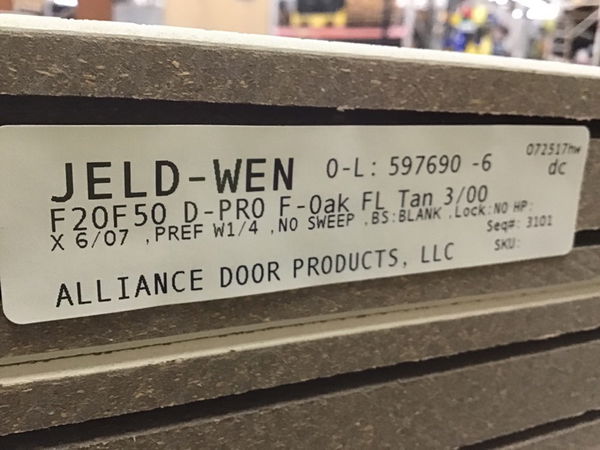 JELD-WEN O-L: 597690 -6 072517hw
dc
F20F50 D-PRO F-Oak FL Tan 3/00
X 6/07 ,PREF W1/4 ,NO SWEEP ,BS:BLANK ,Lock:NO HP:
Seq#: 3101
SKU:
ALLIANCE DOOR PRODUCTS, LLC